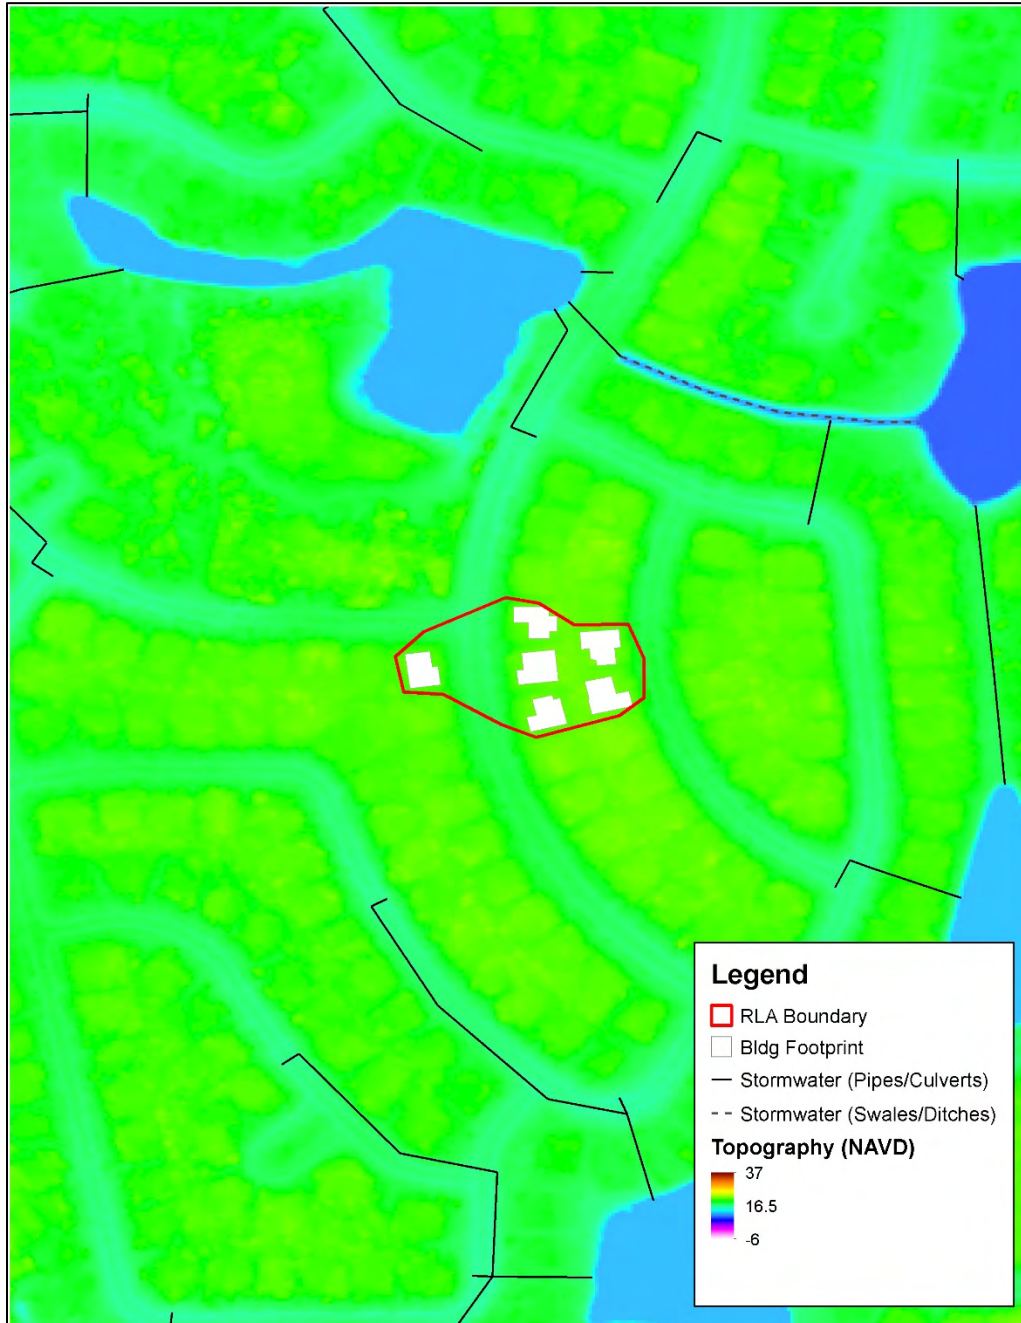 Legend
RLA Boundary
Bldg Footprint
Stormwater (Pipes/Culverts)
Stormwater (Swales/Ditches)
Topography (NAVD)
37
16.5
-6